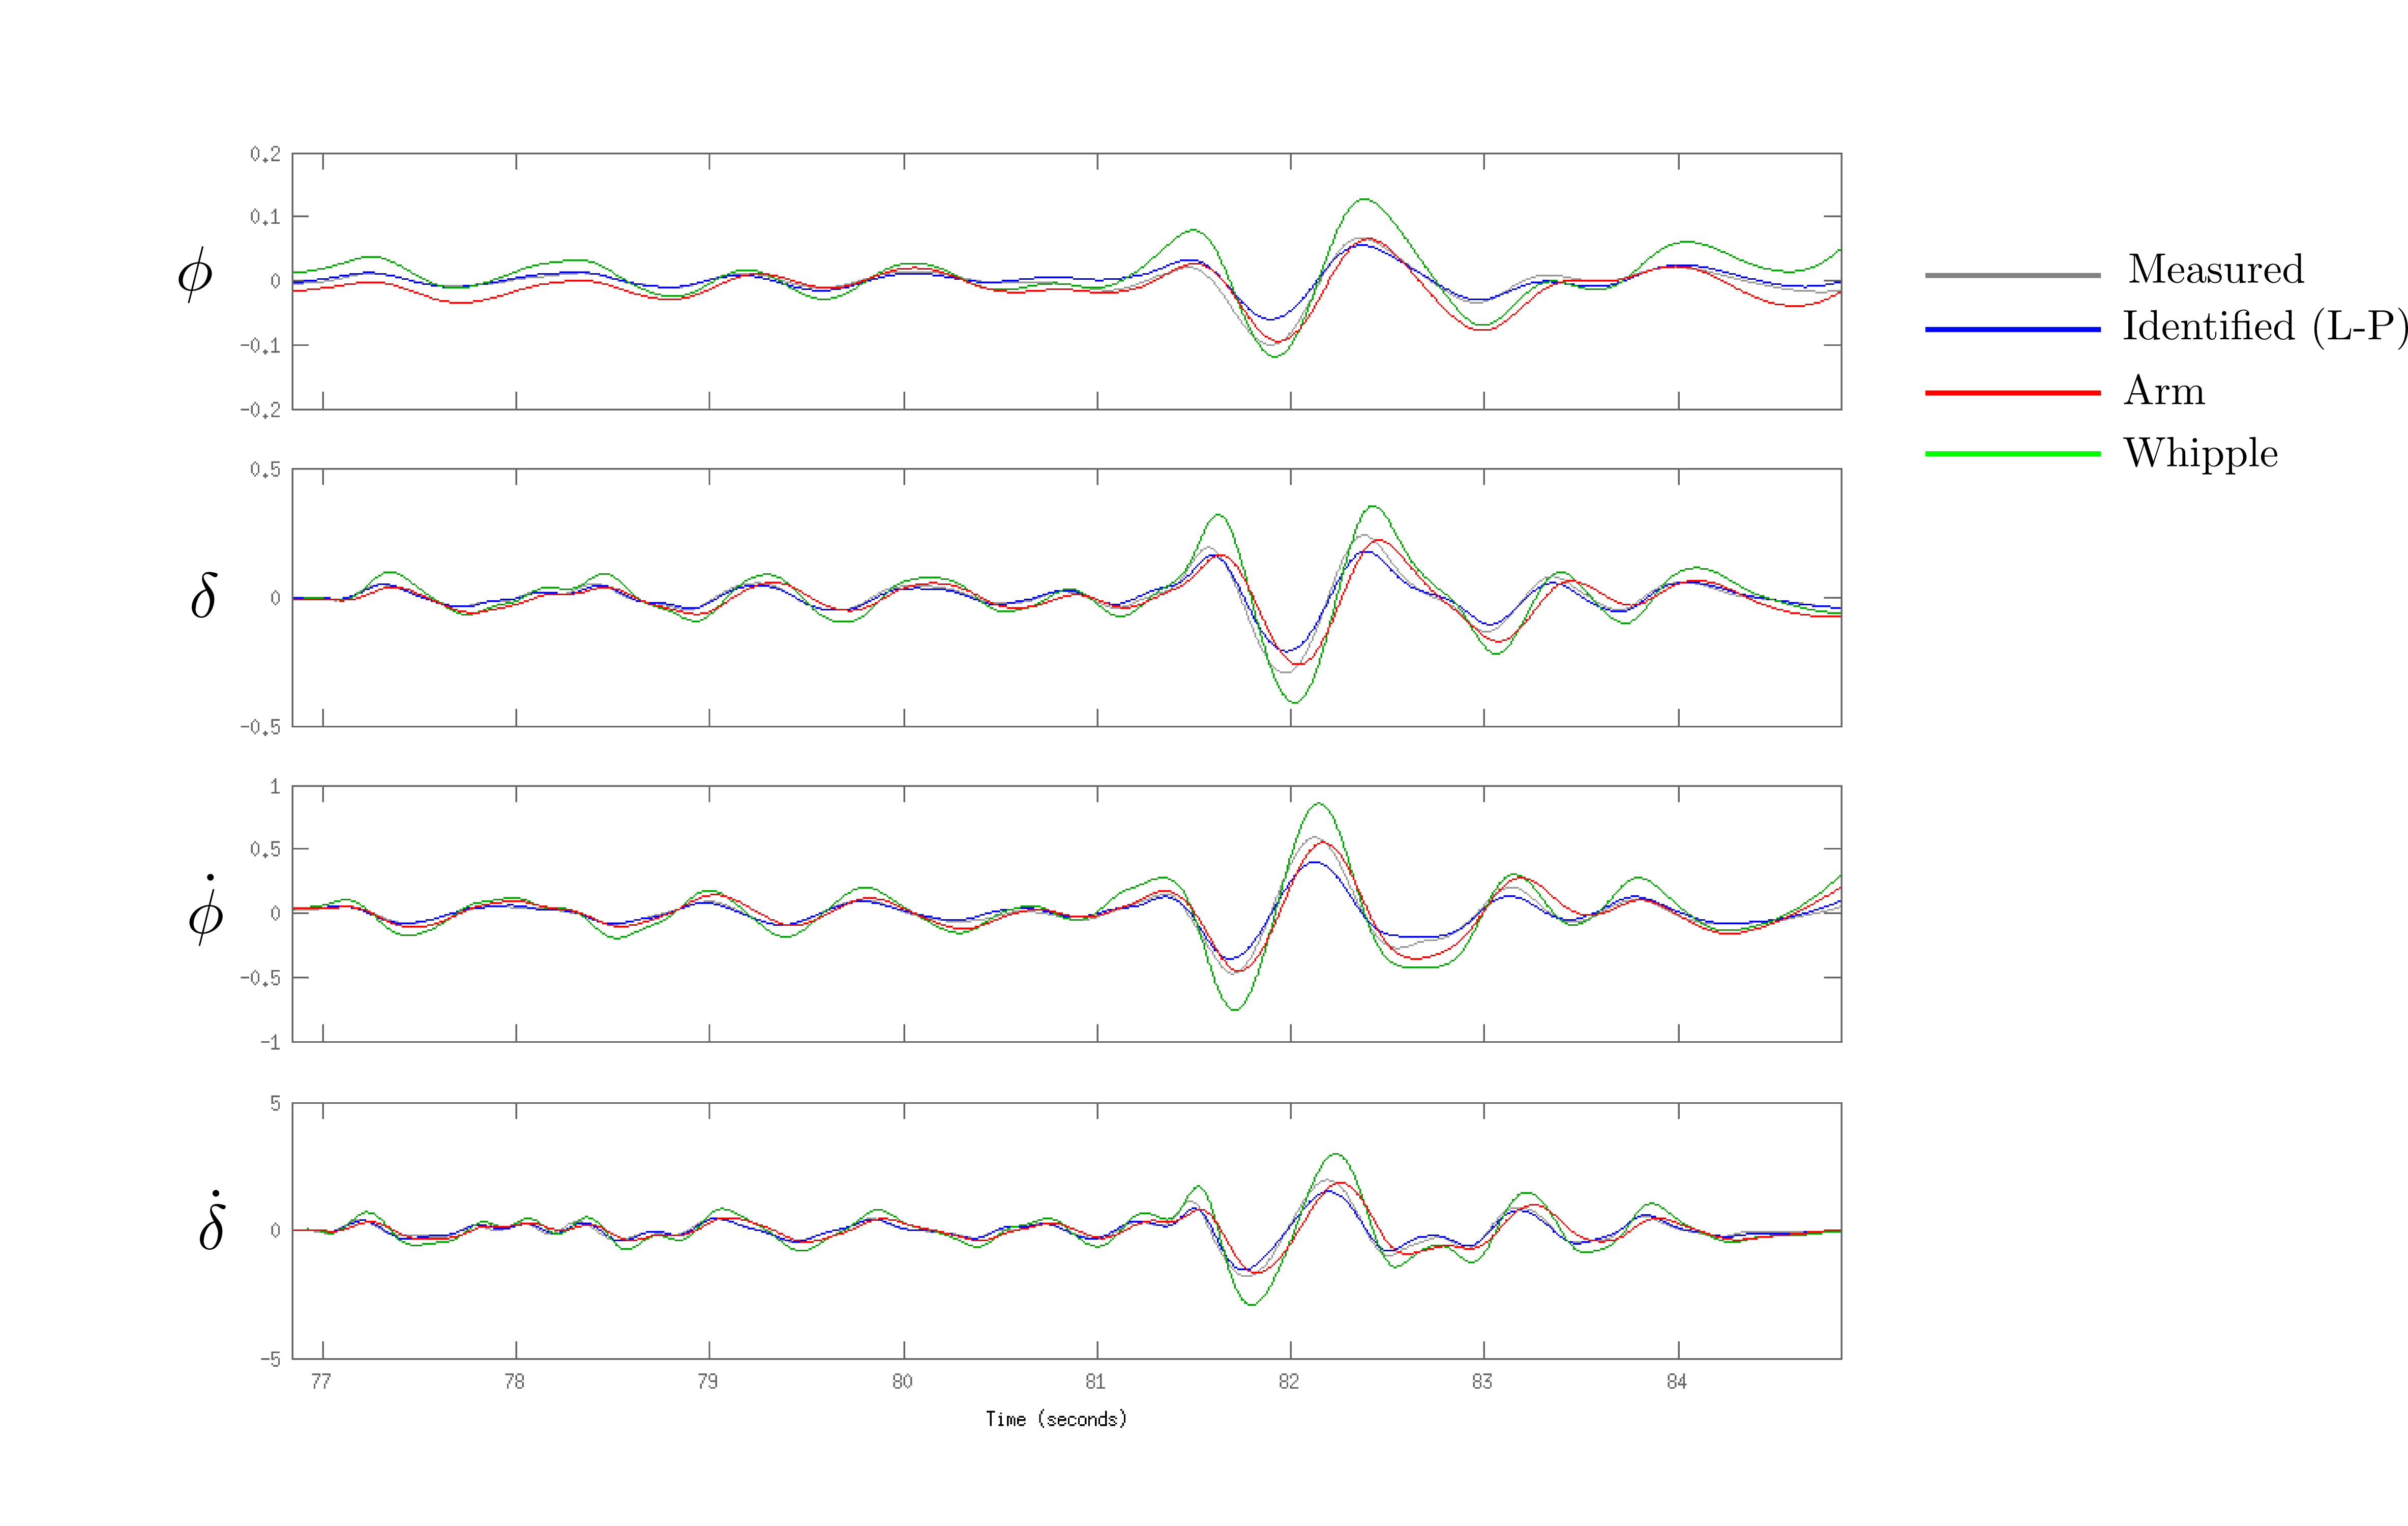 0.2
0.1
0
-0.1
-0.2
ϕ
Measured
Identified (L-P)
Arm
Whipple
0.5
0
-0.5
δ
1
0.5
0
-0.5
-1
ϕ̇
5
0
-5
δ̇
77 78 79 80 81 82 83 84
Time (seconds)